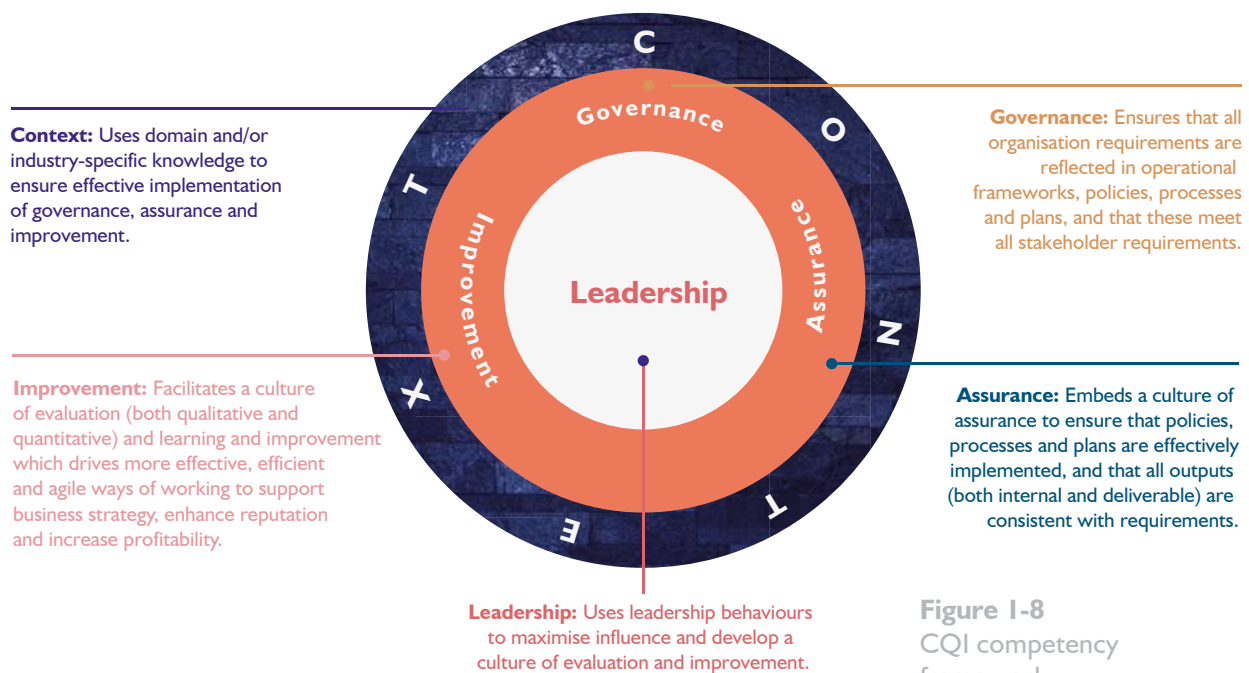 CONTEXT
Governance
Assurance
Improvement
Leadership
Context: Uses domain and/or
industry-specific knowledge to
ensure effective implementation
of governance, assurance and
improvement.
Governance: Ensures that all
organisation requirements are
reflected in operational
frameworks, policies, processes
and plans, and that these meet
all stakeholder requirements.
Improvement: Facilitates a culture
of evaluation (both qualitative and
quantitative) and learning and improvement
which drives more effective, efficient
and agile ways of working to support
business strategy, enhance reputation
and increase profitability.
Assurance: Embeds a culture of
assurance to ensure that policies,
processes and plans are effectively
implemented, and that all outputs
(both internal and deliverable) are
consistent with requirements.
Leadership: Uses leadership behaviours
to maximise influence and develop a
culture of evaluation and improvement.
Figure 1-8
CQI competency